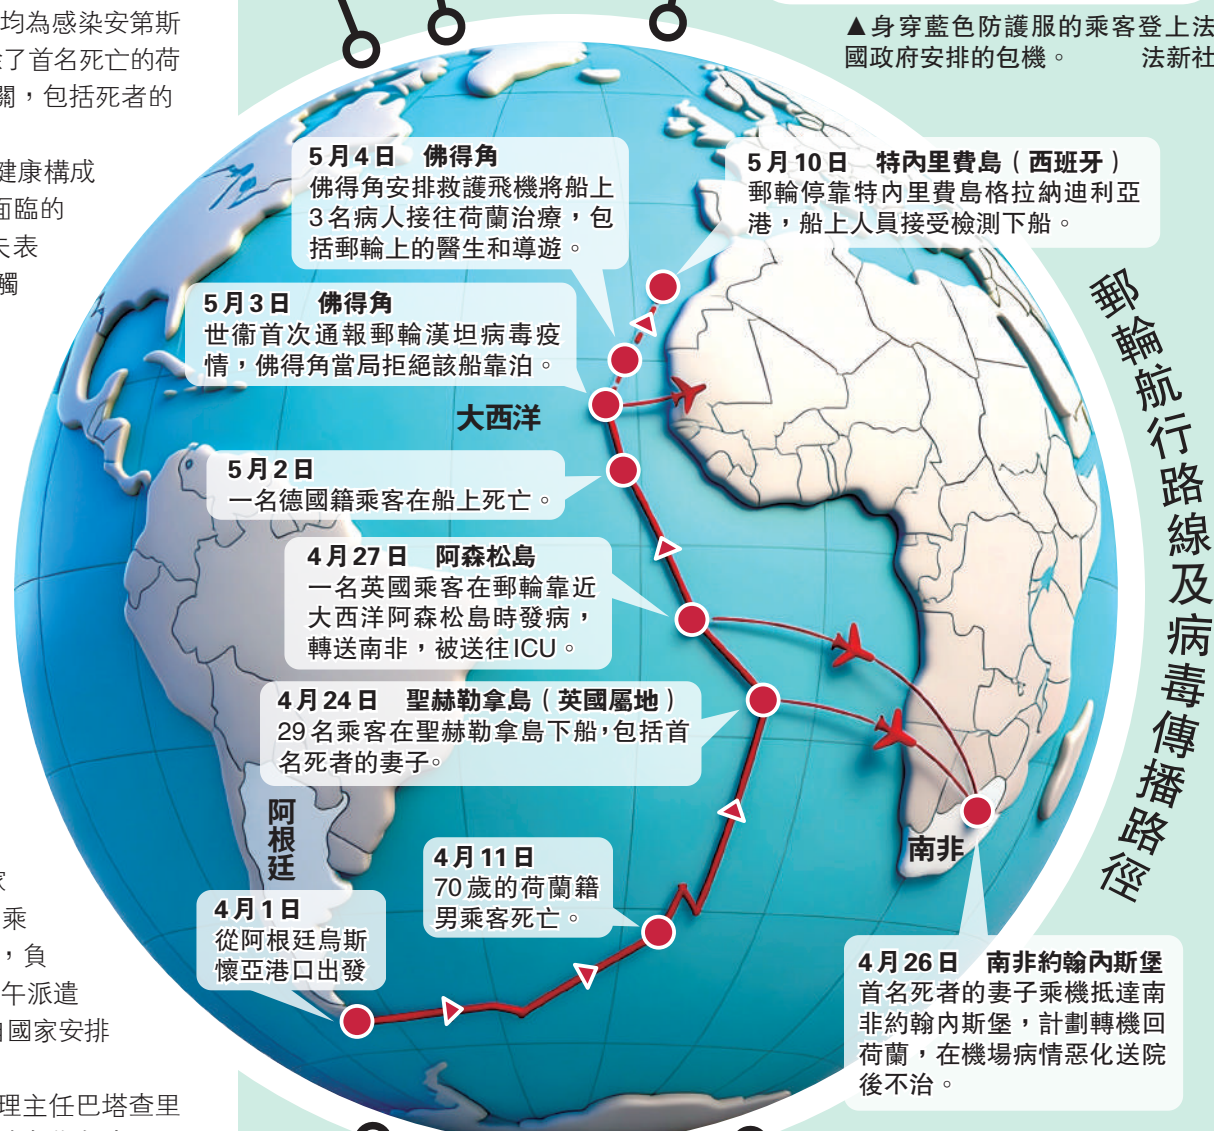 均為感染安第斯
了首名死亡的荷
關，包括死者的
健康構成
面臨的
夫表
觸
▲身穿藍色防護服的乘客登上法
國政府安排的包機。　法新社
郵輪航行路線及病毒傳播路徑
5月10日　特內里費島（西班牙）
郵輪停靠特內里費島格拉納迪利亞
港，船上人員接受檢測下船。
5月4日　佛得角
佛得角安排救護飛機將船上
3名病人接往荷蘭治療，包
括郵輪上的醫生和導遊。
5月3日　佛得角
世衞首次通報郵輪漢坦病毒疫
情，佛得角當局拒絕該船靠泊。
大西洋
5月2日
一名德國籍乘客在船上死亡。
4月27日　阿森松島
一名英國乘客在郵輪靠近
大西洋阿森松島時發病，
轉送南非，被送往ICU。
4月24日　聖赫勒拿島（英國屬地）
29名乘客在聖赫勒拿島下船，包括首
名死者的妻子。
阿根廷
南非
4月11日
70歲的荷蘭籍
男乘客死亡。
4月1日
從阿根廷烏斯
懷亞港口出發
4月26日　南非約翰內斯堡
首名死者的妻子乘機抵達南
非約翰內斯堡，計劃轉機回
荷蘭，在機場病情惡化送院
後不治。
家
乘
，負
午派遣
國家安排
理主任巴塔查里